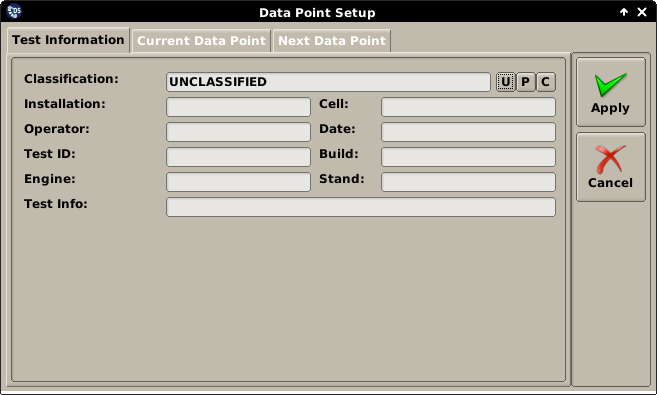 Data Point Setup
Test Information Current Data Point Next Data Point
Classification: UNCLASSIFIED U P C
Installation: Cell:
Operator: Date:
Test ID: Build:
Engine: Stand:
Test Info:
Apply
Cancel